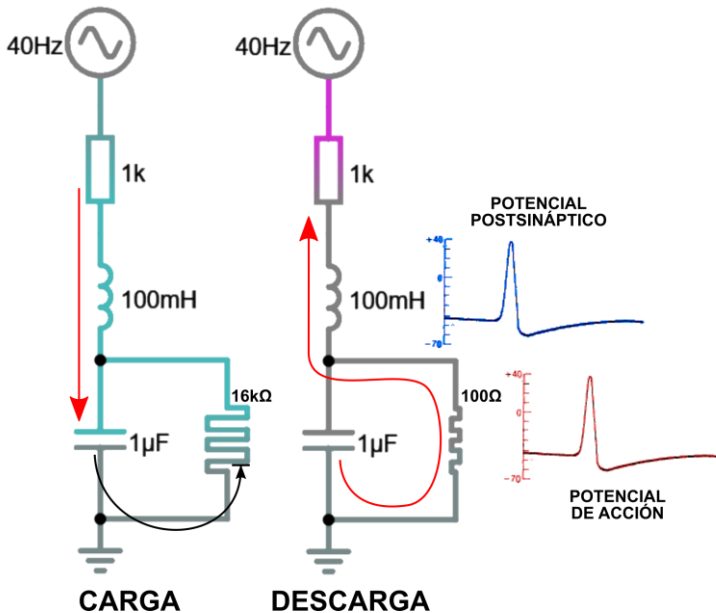 40Hz
1k
100mH
16kΩ
1µF
CARGA
40Hz
1k
100mH
100Ω
1µF
DESCARGA
POTENCIAL
POSTSINÁPTICO
+40
0
−70
+40
0
−70
POTENCIAL
DE ACCIÓN